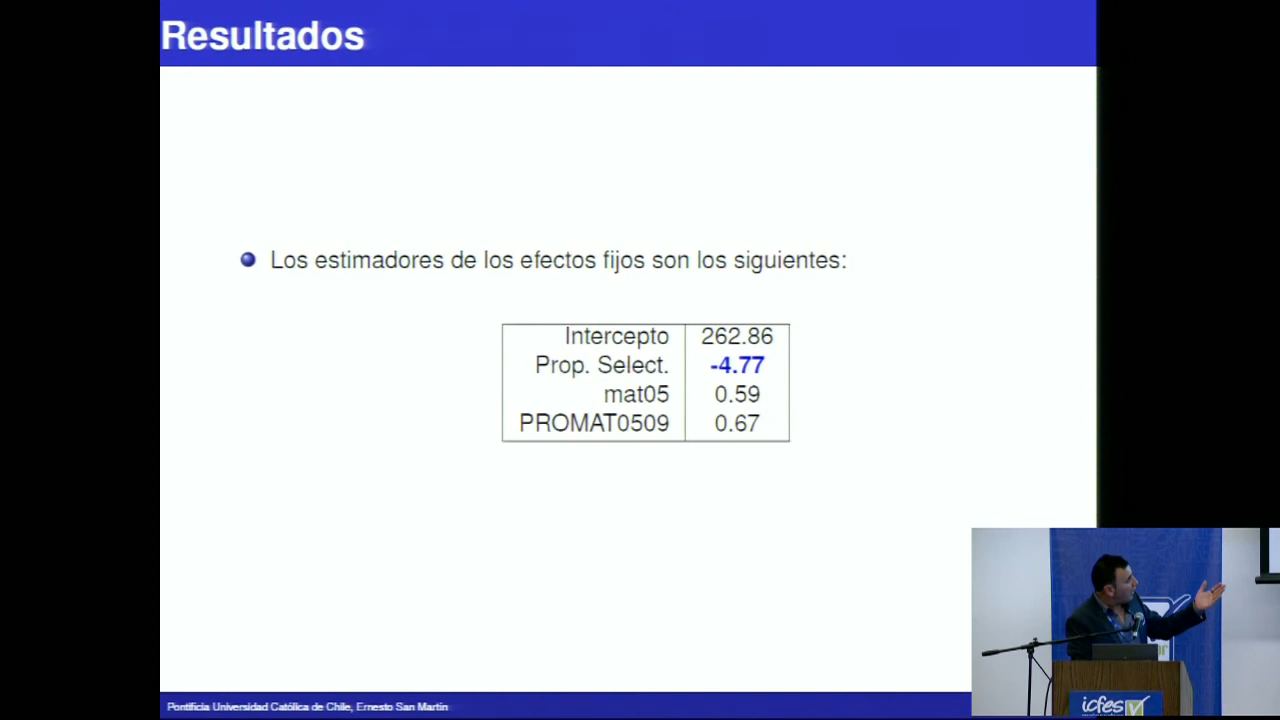 Resultados
Los estimadores de los efectos fijos son los siguientes:
Intercepto 262.86
Prop. Select. -4.77
mat05 0.59
PROMAT0509 0.67
Pontificia Universidad Católica de Chile, Ernesto San Martín
icfes